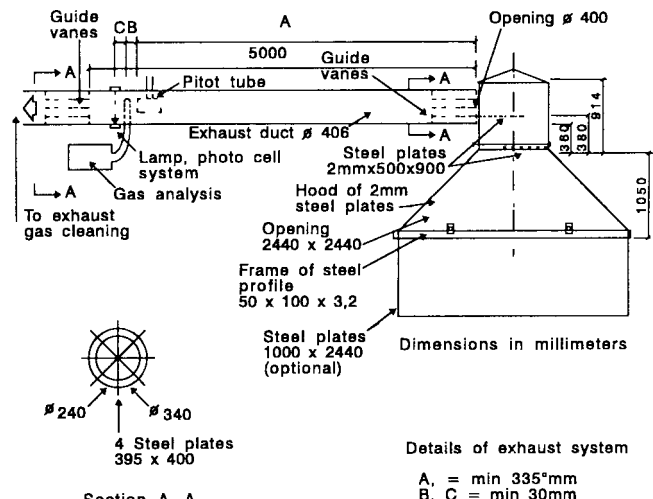 Guide
vanes
C B
A
5000
Opening ø 400
A
Pitot tube
Guide
vanes
A
914
Exhaust duct ø 406
A
380
380
Lamp, photo cell
system
Steel plates
2mmx500x900
A
Gas analysis
Hood of 2mm
steel plates
1050
To exhaust
gas cleaning
Opening
2440 x 2440
Frame of steel
profile
50 x 100 x 3,2
Steel plates
1000 x 2440
(optional)
Dimensions in millimeters
ø 240
ø 340
4 Steel plates
395 x 400
Details of exhaust system
Section A-A
A, = min 335°mm
B, C = min 30mm